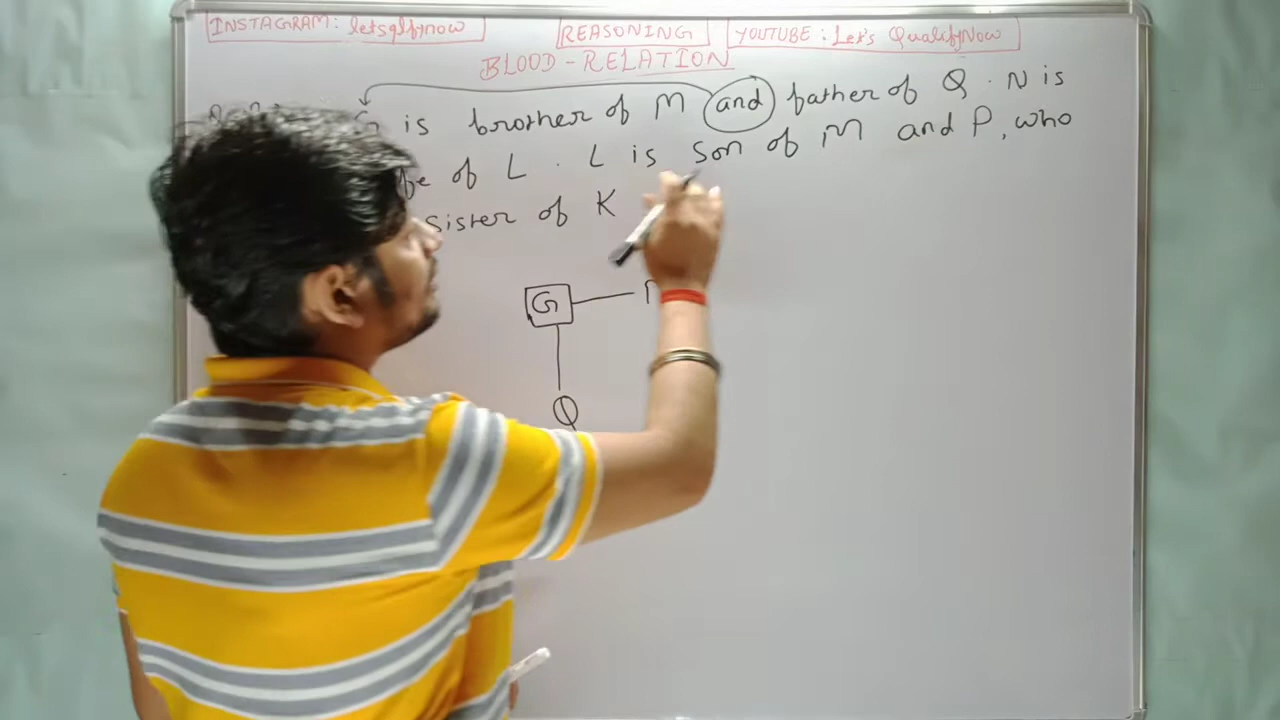 INSTAGRAM: letsqlfynow
REASONING
YOUTUBE : Let's QualifyNow
BLOOD-RELATION
G is brother of M and father of Q. N is
of L. L is son of M and P, who
sister of K
G
Q